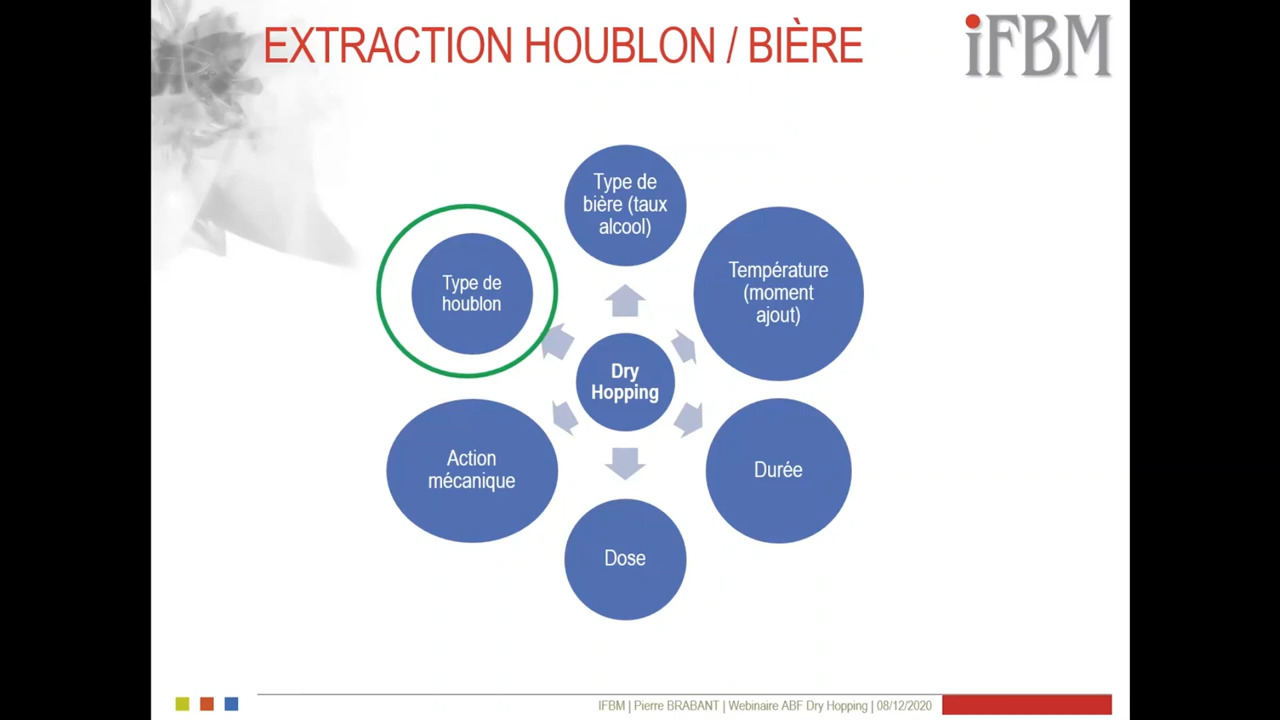 EXTRACTION HOUBLON / BIÈRE
iFBM
Type de
bière (taux
alcool)
Température
(moment
ajout)
Durée
Dose
Action
mécanique
Type de
houblon
Dry
Hopping
IFBM | Pierre BRABANT | Webinaire ABF Dry Hopping | 08/12/2020